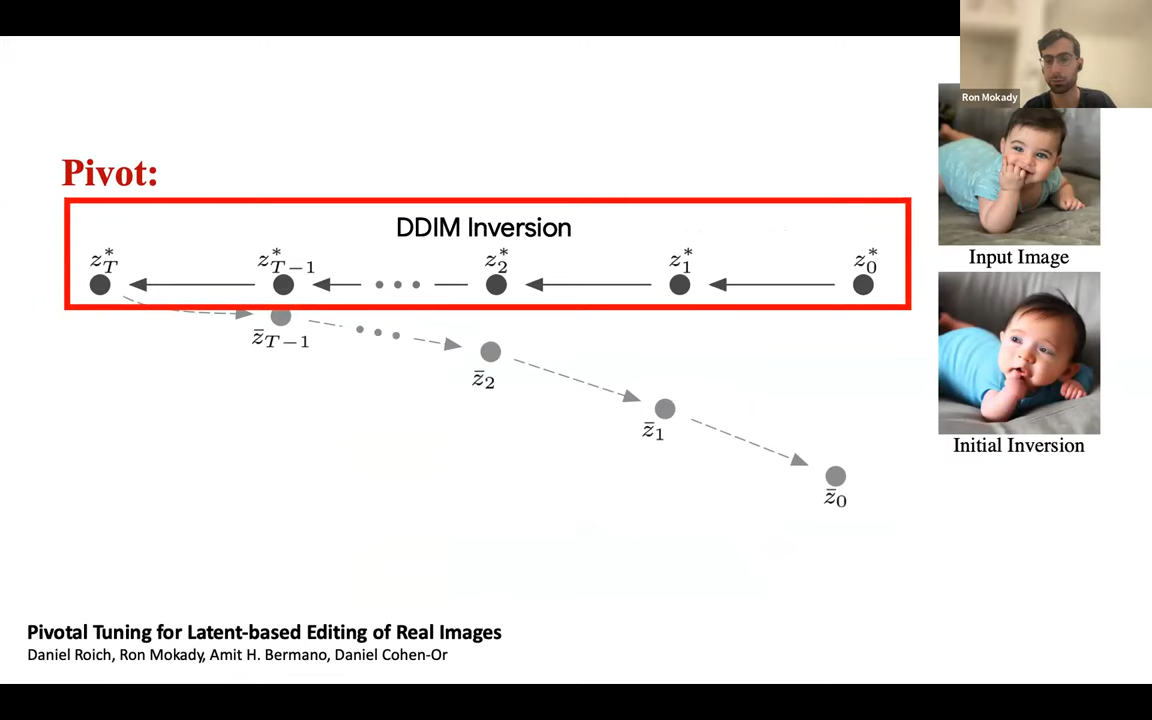 Ron Mokady
Pivot:
DDIM Inversion
z*_T z*_{T−1} z*_2 z*_1 z*_0
z̄_{T−1}
z̄_2
z̄_1
z̄_0
Input Image
Initial Inversion
Pivotal Tuning for Latent-based Editing of Real Images
Daniel Roich, Ron Mokady, Amit H. Bermano, Daniel Cohen-Or